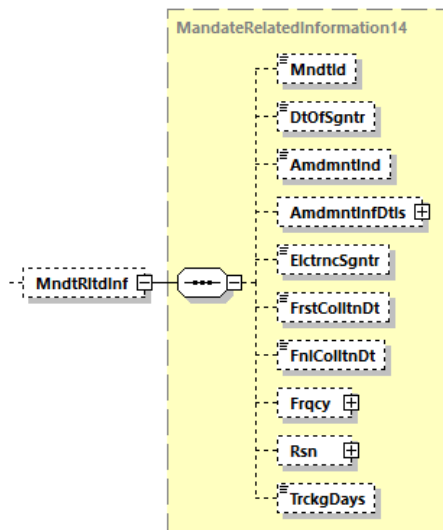 MandateRelatedInformation14
MndtId
DtOfSgntr
AmdmntInd
AmdmntInfDtls
ElctrncSgntr
MndtRltdInf
FrstColltnDt
FnlColltnDt
Frqcy
Rsn
TrckgDays